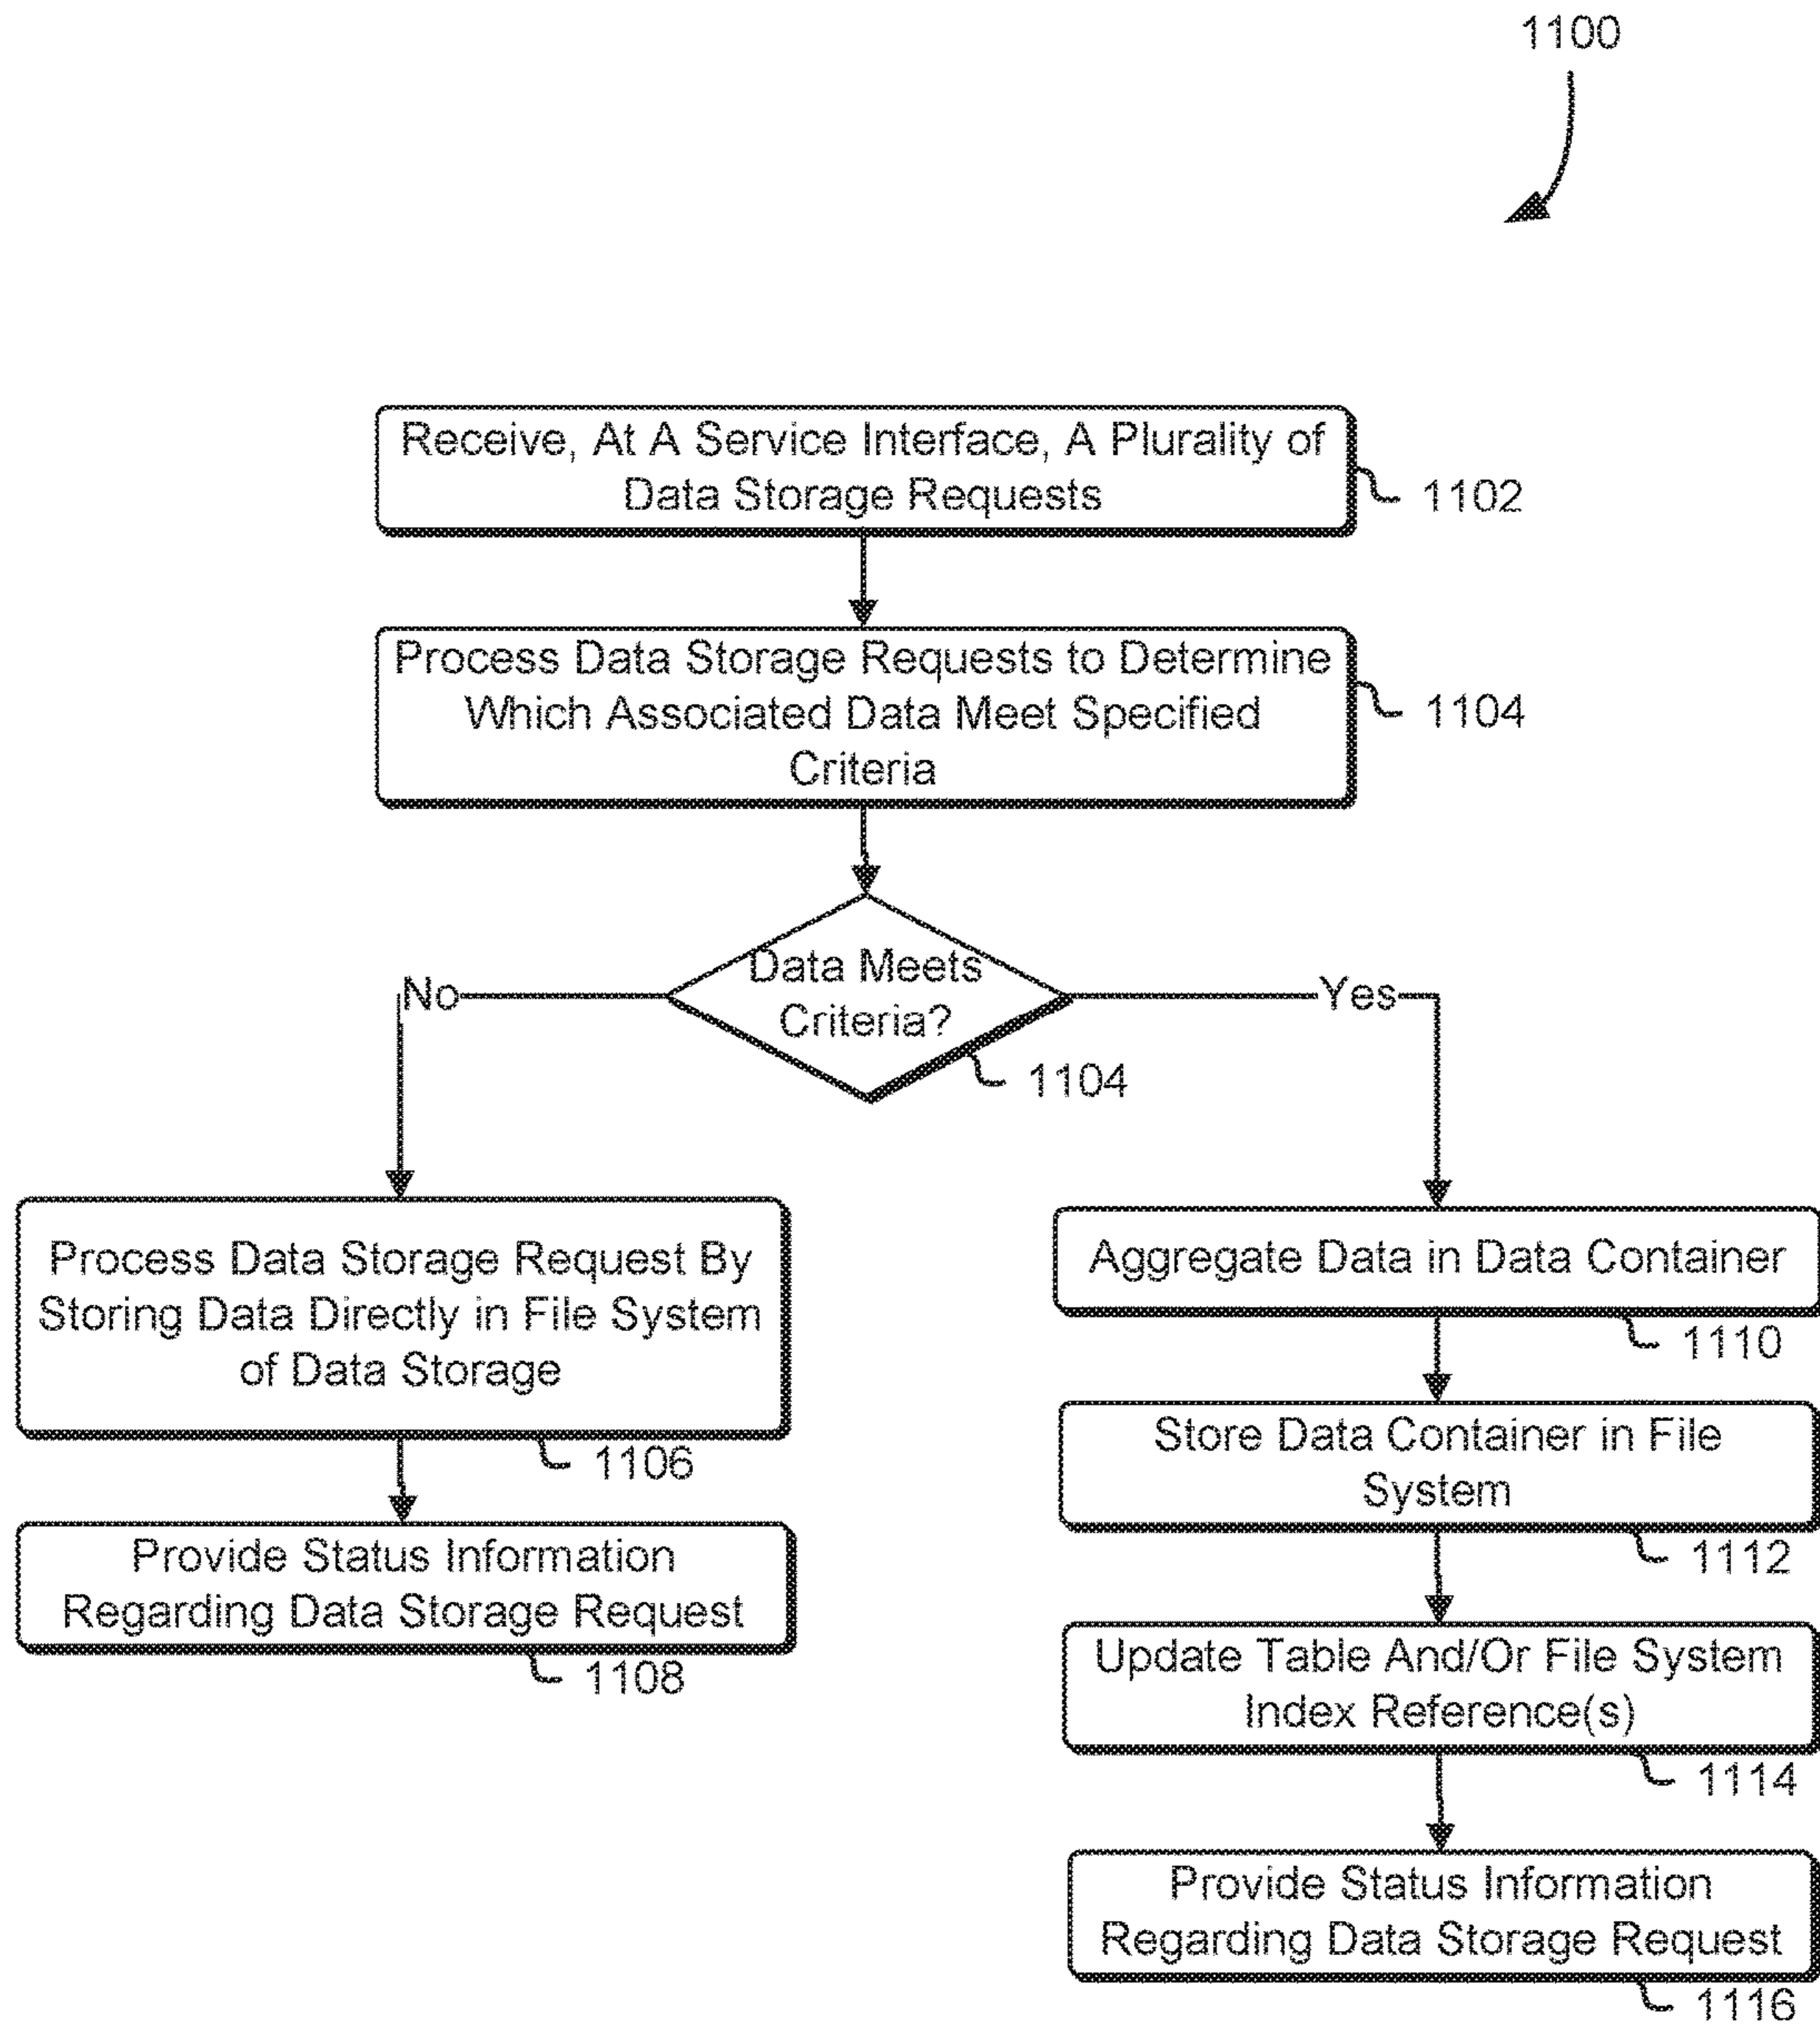 1100
Receive, At A Service Interface, A Plurality of
Data Storage Requests
1102
Process Data Storage Requests to Determine
Which Associated Data Meet Specified
Criteria
1104
Data Meets
Criteria?
1104
No
Yes
Process Data Storage Request By
Storing Data Directly in File System
of Data Storage
1106
Provide Status Information
Regarding Data Storage Request
1108
Aggregate Data in Data Container
1110
Store Data Container in File
System
1112
Update Table And/Or File System
Index Reference(s)
1114
Provide Status Information
Regarding Data Storage Request
1116